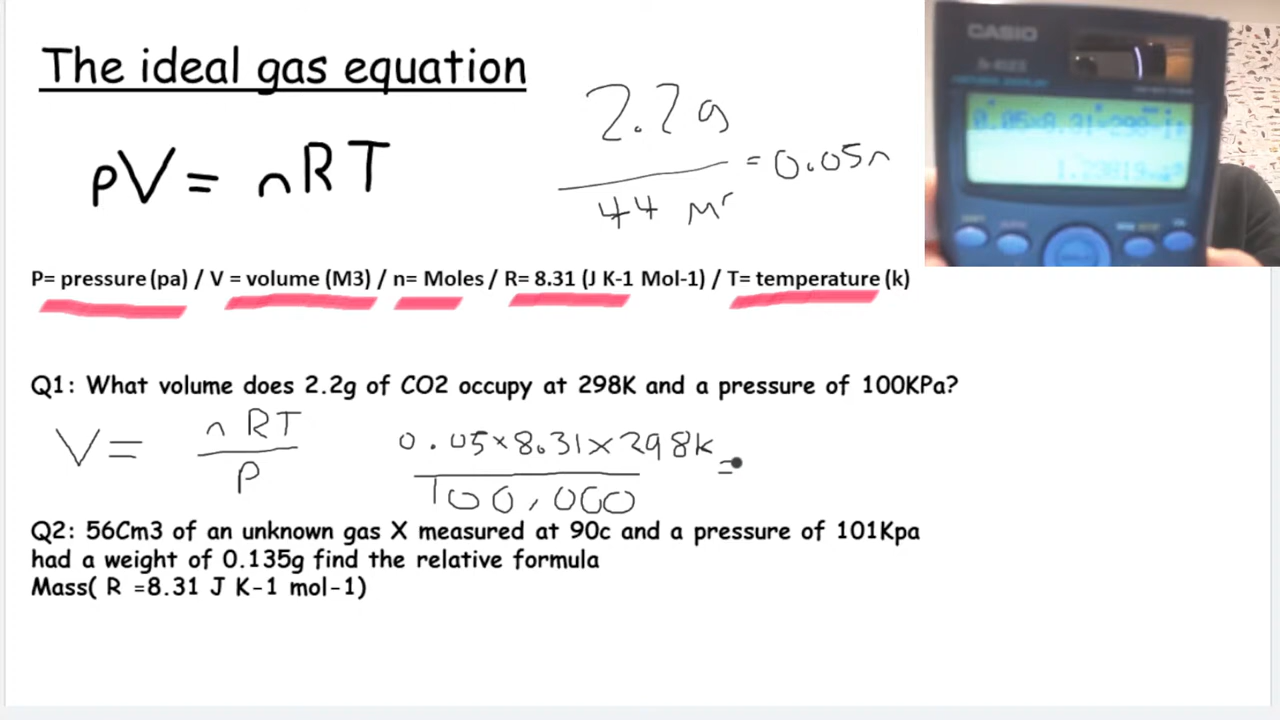 The ideal gas equation
2.2g
44 Mr
= 0.05n
CASIO
pV = nRT
P= pressure (pa) / V = volume (M3) / n= Moles / R= 8.31 (J K-1 Mol-1) / T= temperature (k)
Q1: What volume does 2.2g of CO2 occupy at 298K and a pressure of 100KPa?
V = nRT
P
0.05×8.31×298k =
100,000
Q2: 56Cm3 of an unknown gas X measured at 90c and a pressure of 101Kpa
had a weight of 0.135g find the relative formula
Mass( R =8.31 J K-1 mol-1)